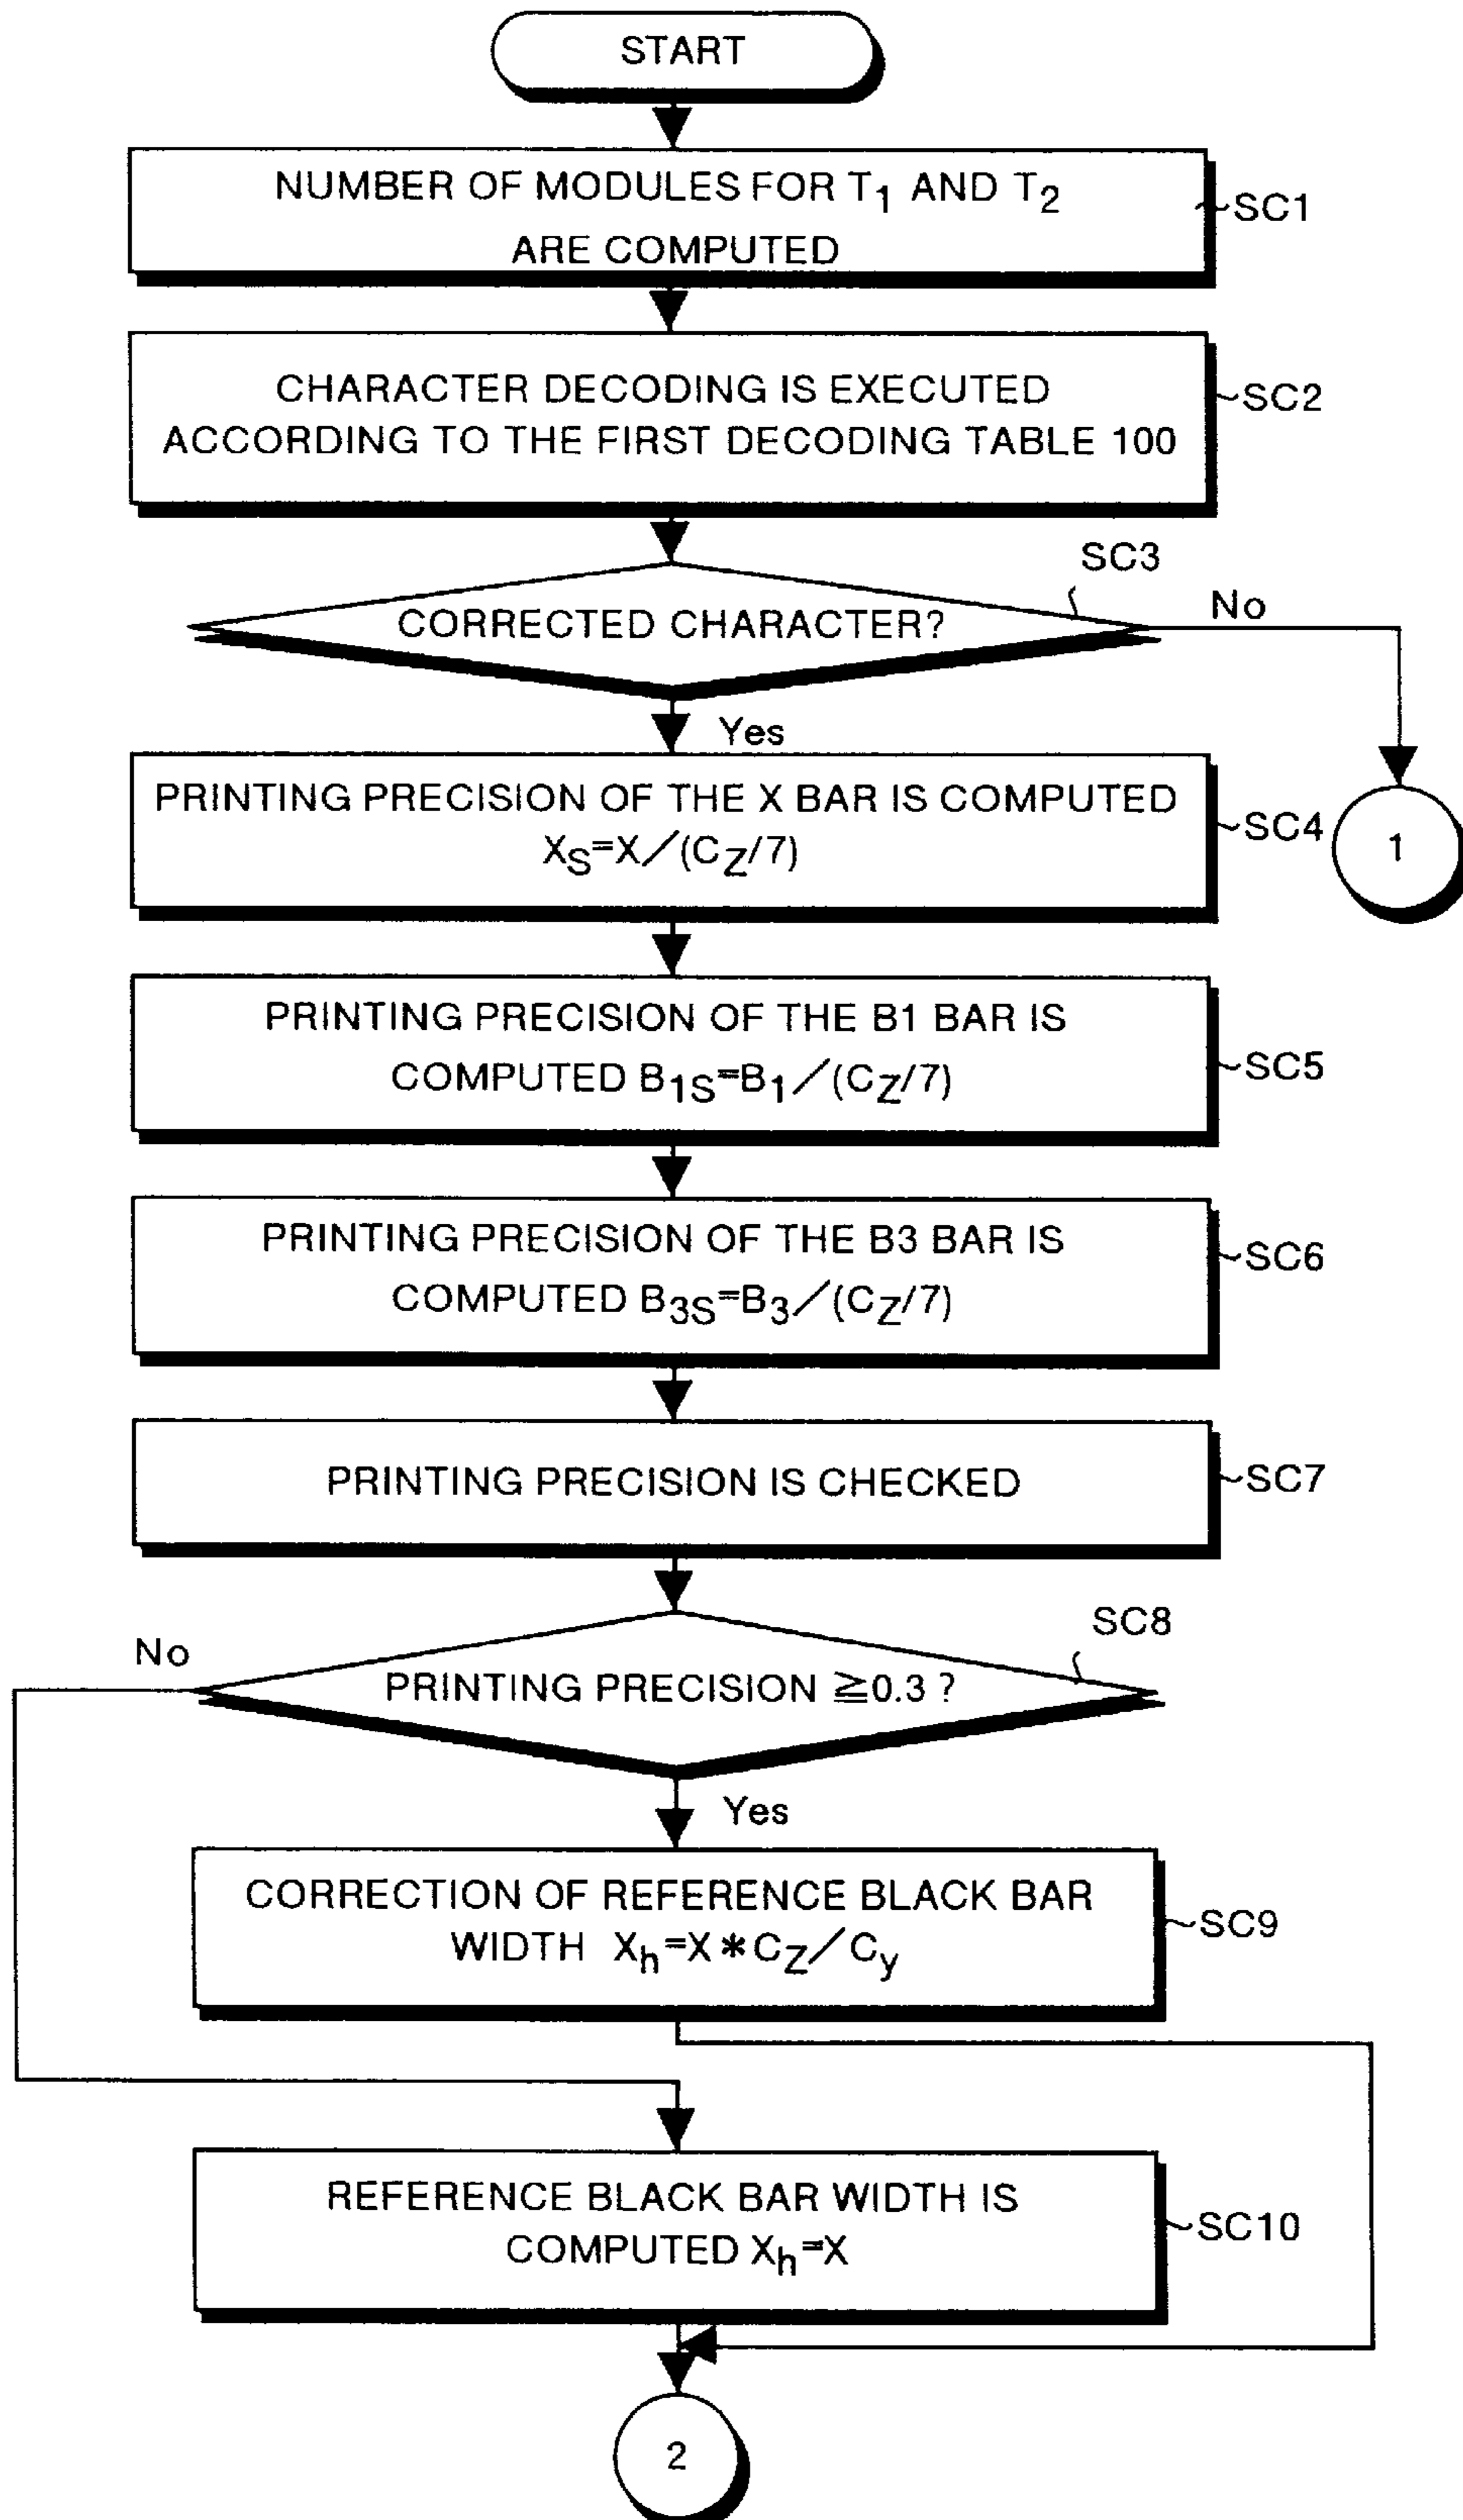 START
NUMBER OF MODULES FOR T1 AND T2
ARE COMPUTED
SC1
CHARACTER DECODING IS EXECUTED
ACCORDING TO THE FIRST DECODING TABLE 100
SC2
SC3
CORRECTED CHARACTER?
No
Yes
PRINTING PRECISION OF THE X BAR IS COMPUTED
XS=X/(CZ/7)
SC4
1
PRINTING PRECISION OF THE B1 BAR IS
COMPUTED B1S=B1/(CZ/7)
SC5
PRINTING PRECISION OF THE B3 BAR IS
COMPUTED B3S=B3/(CZ/7)
SC6
PRINTING PRECISION IS CHECKED
SC7
SC8
No
PRINTING PRECISION ≧0.3 ?
Yes
CORRECTION OF REFERENCE BLACK BAR
WIDTH Xh=X*CZ/Cy
SC9
REFERENCE BLACK BAR WIDTH IS
COMPUTED Xh=X
SC10
2